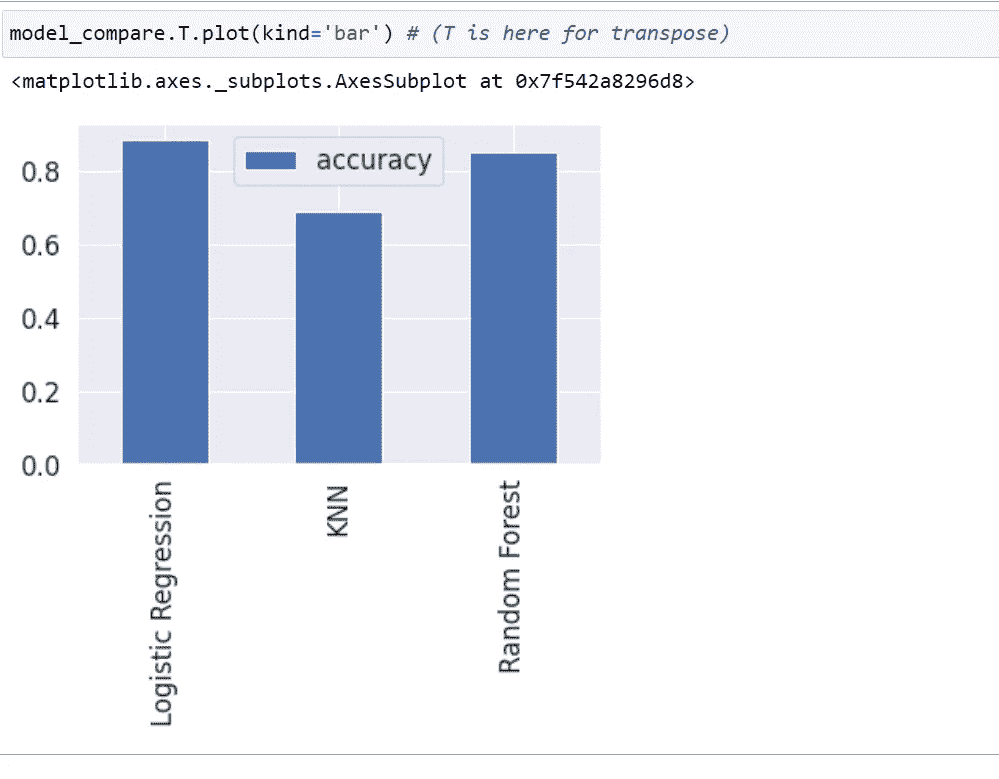 model_compare.T.plot(kind='bar') # (T is here for transpose)
<matplotlib.axes._subplots.AxesSubplot at 0x7f542a8296d8>
accuracy
0.8
0.6
0.4
0.2
0.0
Logistic Regression
KNN
Random Forest